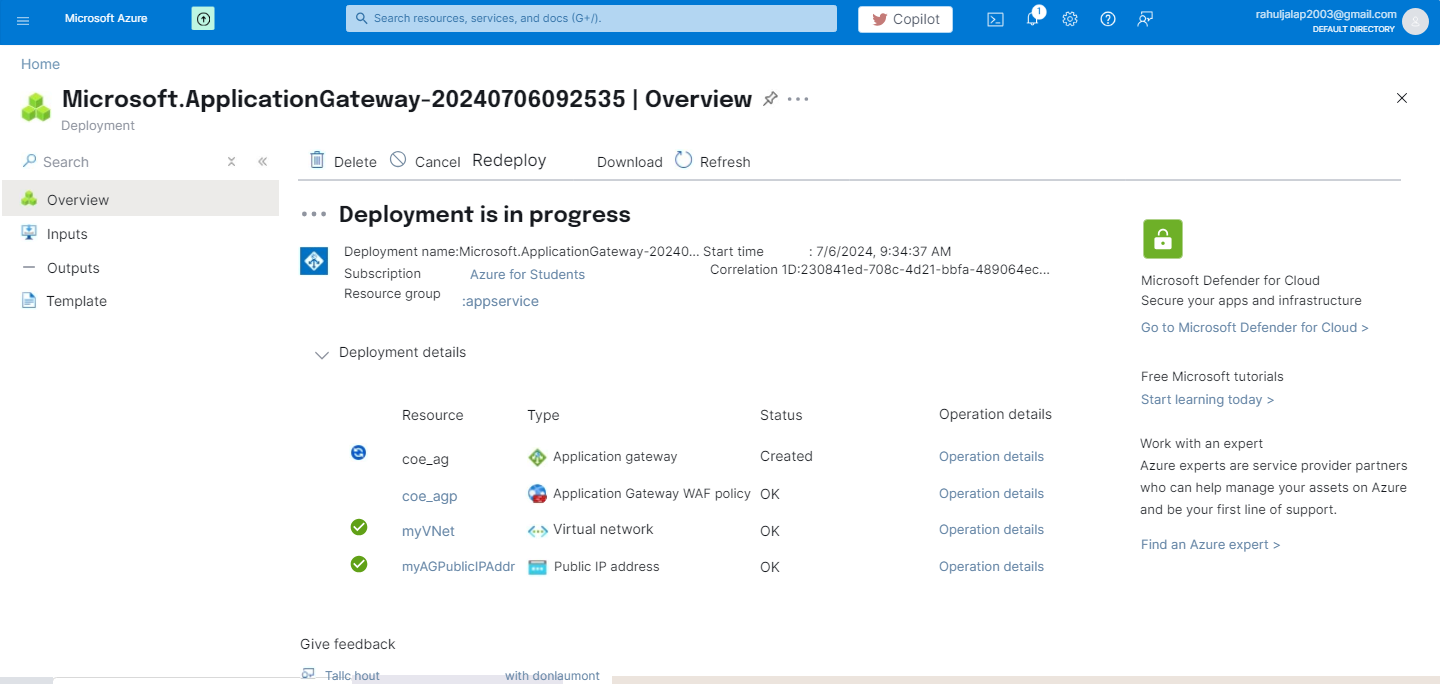 Microsoft Azure
Search resources, services, and docs (G+/).
Copilot
1
rahuljalap2003@gmail.com
DEFAULT DIRECTORY
Home
Microsoft.ApplicationGateway-20240706092535 | Overview
Deployment
Search
Delete Cancel Redeploy Download Refresh
Overview
Inputs
Outputs
Template
Deployment is in progress
Deployment name:Microsoft.ApplicationGateway-20240... Start time : 7/6/2024, 9:34:37 AM
Subscription Azure for Students Correlation 1D:230841ed-708c-4d21-bbfa-489064ec...
Resource group :appservice
Deployment details
Resource Type Status Operation details
coe_ag Application gateway Created Operation details
coe_agp Application Gateway WAF policy OK Operation details
myVNet Virtual network OK Operation details
myAGPublicIPAddr Public IP address OK Operation details
Give feedback
Tallc hout with donlaumont
Microsoft Defender for Cloud
Secure your apps and infrastructure
Go to Microsoft Defender for Cloud >
Free Microsoft tutorials
Start learning today >
Work with an expert
Azure experts are service provider partners
who can help manage your assets on Azure
and be your first line of support.
Find an Azure expert >